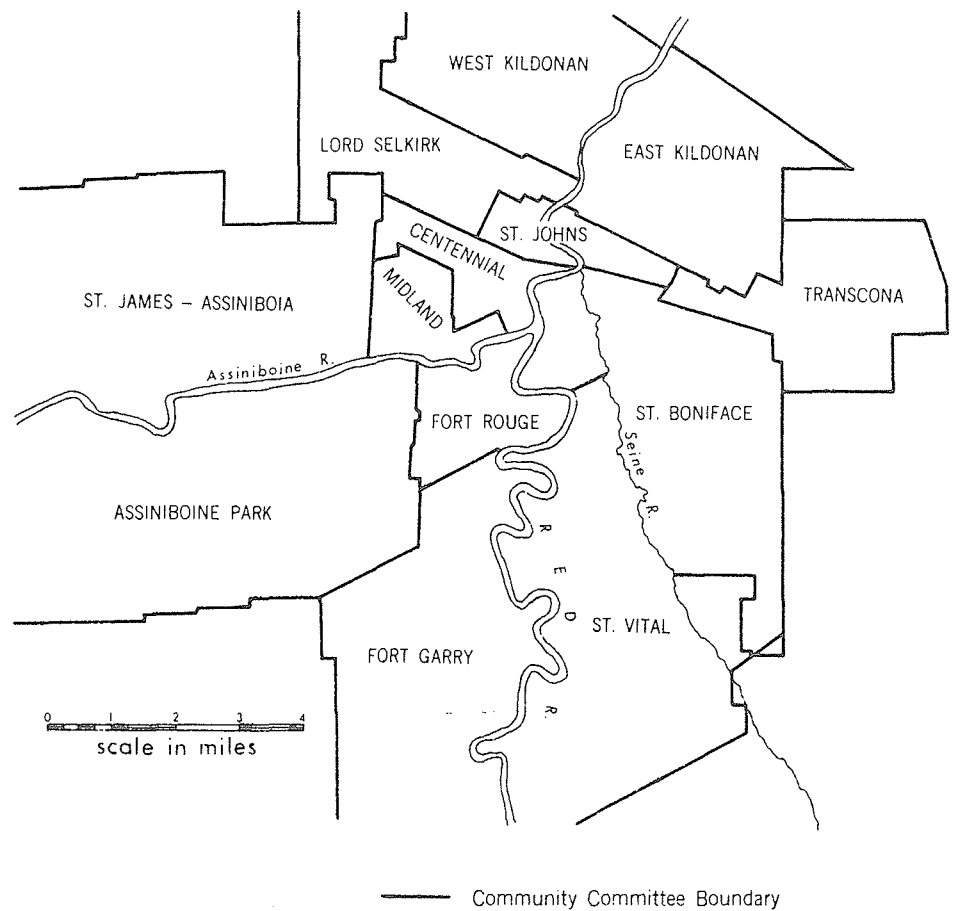 WEST KILDONAN
LORD SELKIRK
EAST KILDONAN
ST. JOHNS
CENTENNIAL
MIDLAND
ST. JAMES – ASSINIBOIA
TRANSCONA
Assiniboine R.
FORT ROUGE
ST. BONIFACE
Seine R.
ASSINIBOINE PARK
RED R.
ST. VITAL
FORT GARRY
0 1 2 3 4
scale in miles
Community Committee Boundary